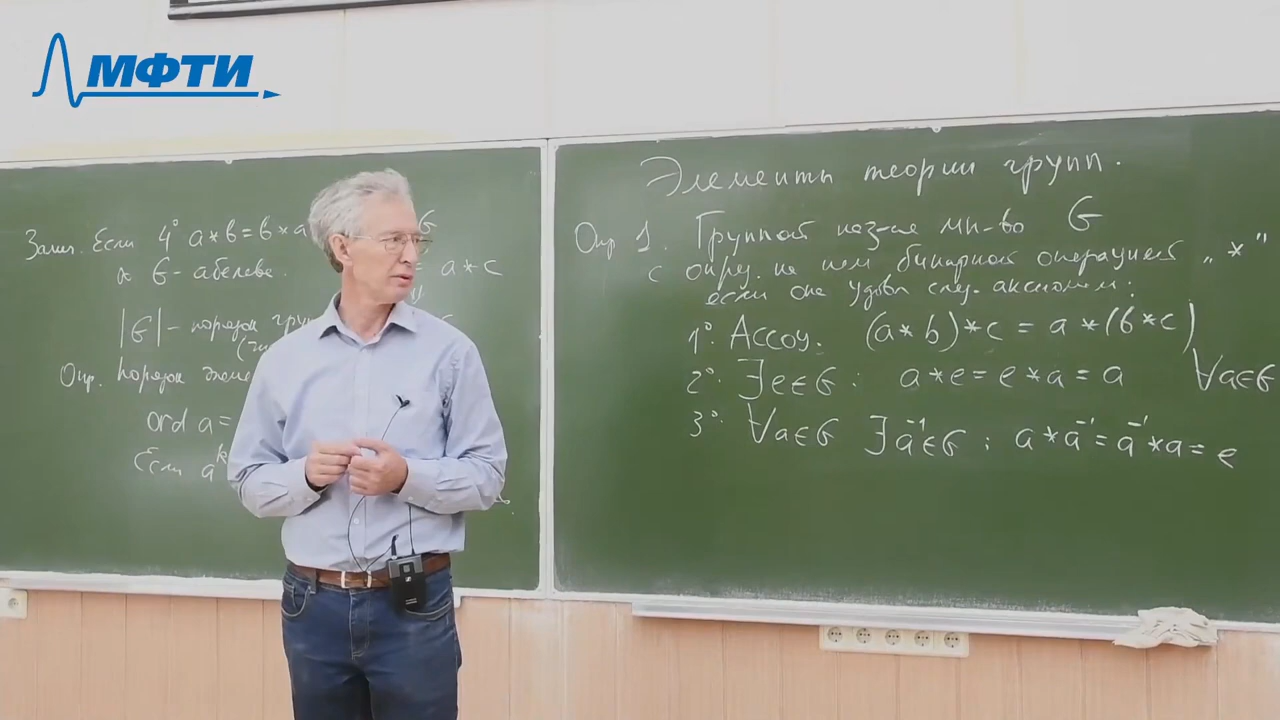 МФТИ
Замеч. Если 4° a*b=b*a G
G - абелева. = a*c
|G| - порядок груп
Опр. Порядок элеме
ord a =
Если aᵏ
Элементы теории групп.
Опр 1. Группой наз-ся мн-во G
с опред. на нём бинарной операцией „*"
если она удовл след. аксиомам:
1°. Ассоц. (a*b)*c = a*(b*c)
2°. ∃e∈G : a*e=e*a=a ∀a∈G
3°. ∀a∈G ∃a⁻¹∈G : a*a⁻¹=a⁻¹*a=e